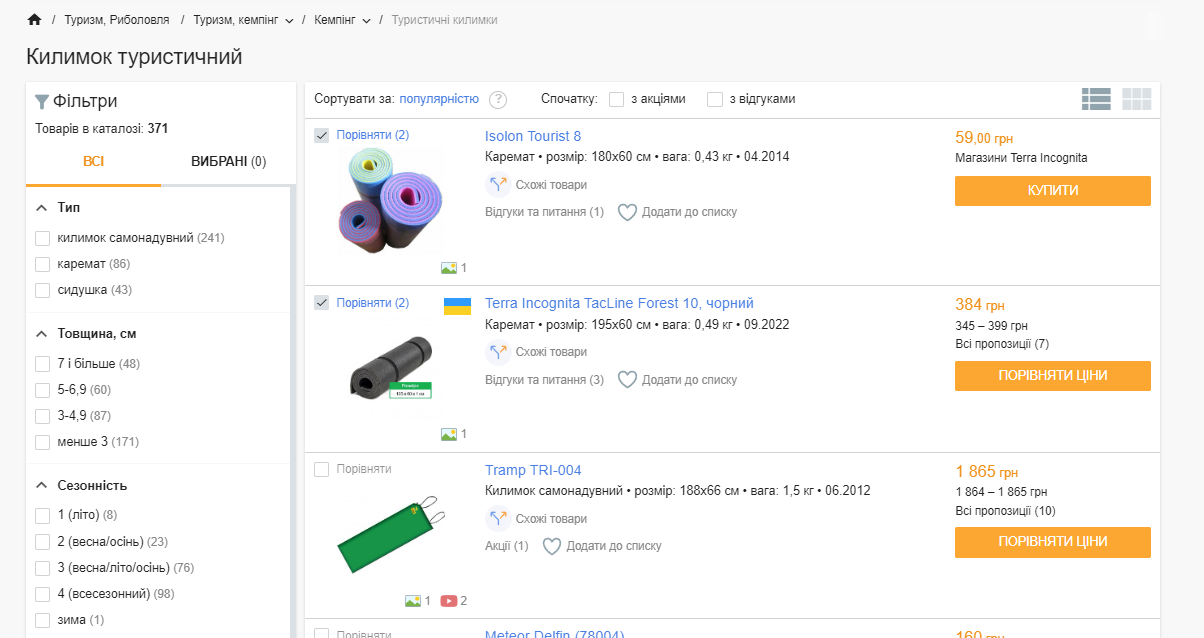 / Туризм, Риболовля / Туризм, кемпінг / Кемпінг / Туристичні килимки
Килимок туристичний
Фільтри
Товарів в каталозі: 371
ВСІ ВИБРАНІ (0)
Тип
килимок самонадувний (241)
каремат (86)
сидушка (43)
Товщина, см
7 і більше (48)
5-6,9 (60)
3-4,9 (87)
менше 3 (171)
Сезонність
1 (літо) (8)
2 (весна/осінь) (23)
3 (весна/літо/осінь) (76)
4 (всесезонний) (98)
зима (1)
Сортувати за: популярністю ? Спочатку: з акціями з відгуками
Порівняти (2)
Isolon Tourist 8
Каремат • розмір: 180x60 см • вага: 0,43 кг • 04.2014
Схожі товари
Відгуки та питання (1) Додати до списку
1
59,00 грн
Магазини Terra Incognita
КУПИТИ
Порівняти (2)
Terra Incognita TacLine Forest 10, чорний
Каремат • розмір: 195x60 см • вага: 0,49 кг • 09.2022
Схожі товари
Відгуки та питання (3) Додати до списку
1
384 грн
345 – 399 грн
Всі пропозиції (7)
ПОРІВНЯТИ ЦІНИ
Порівняти
Tramp TRI-004
Килимок самонадувний • розмір: 188x66 см • вага: 1,5 кг • 06.2012
Схожі товари
Акції (1) Додати до списку
1 2
1 865 грн
1 864 – 1 865 грн
Всі пропозиції (10)
ПОРІВНЯТИ ЦІНИ
Порівняти
Meteor Delfin (78004)
160 грн